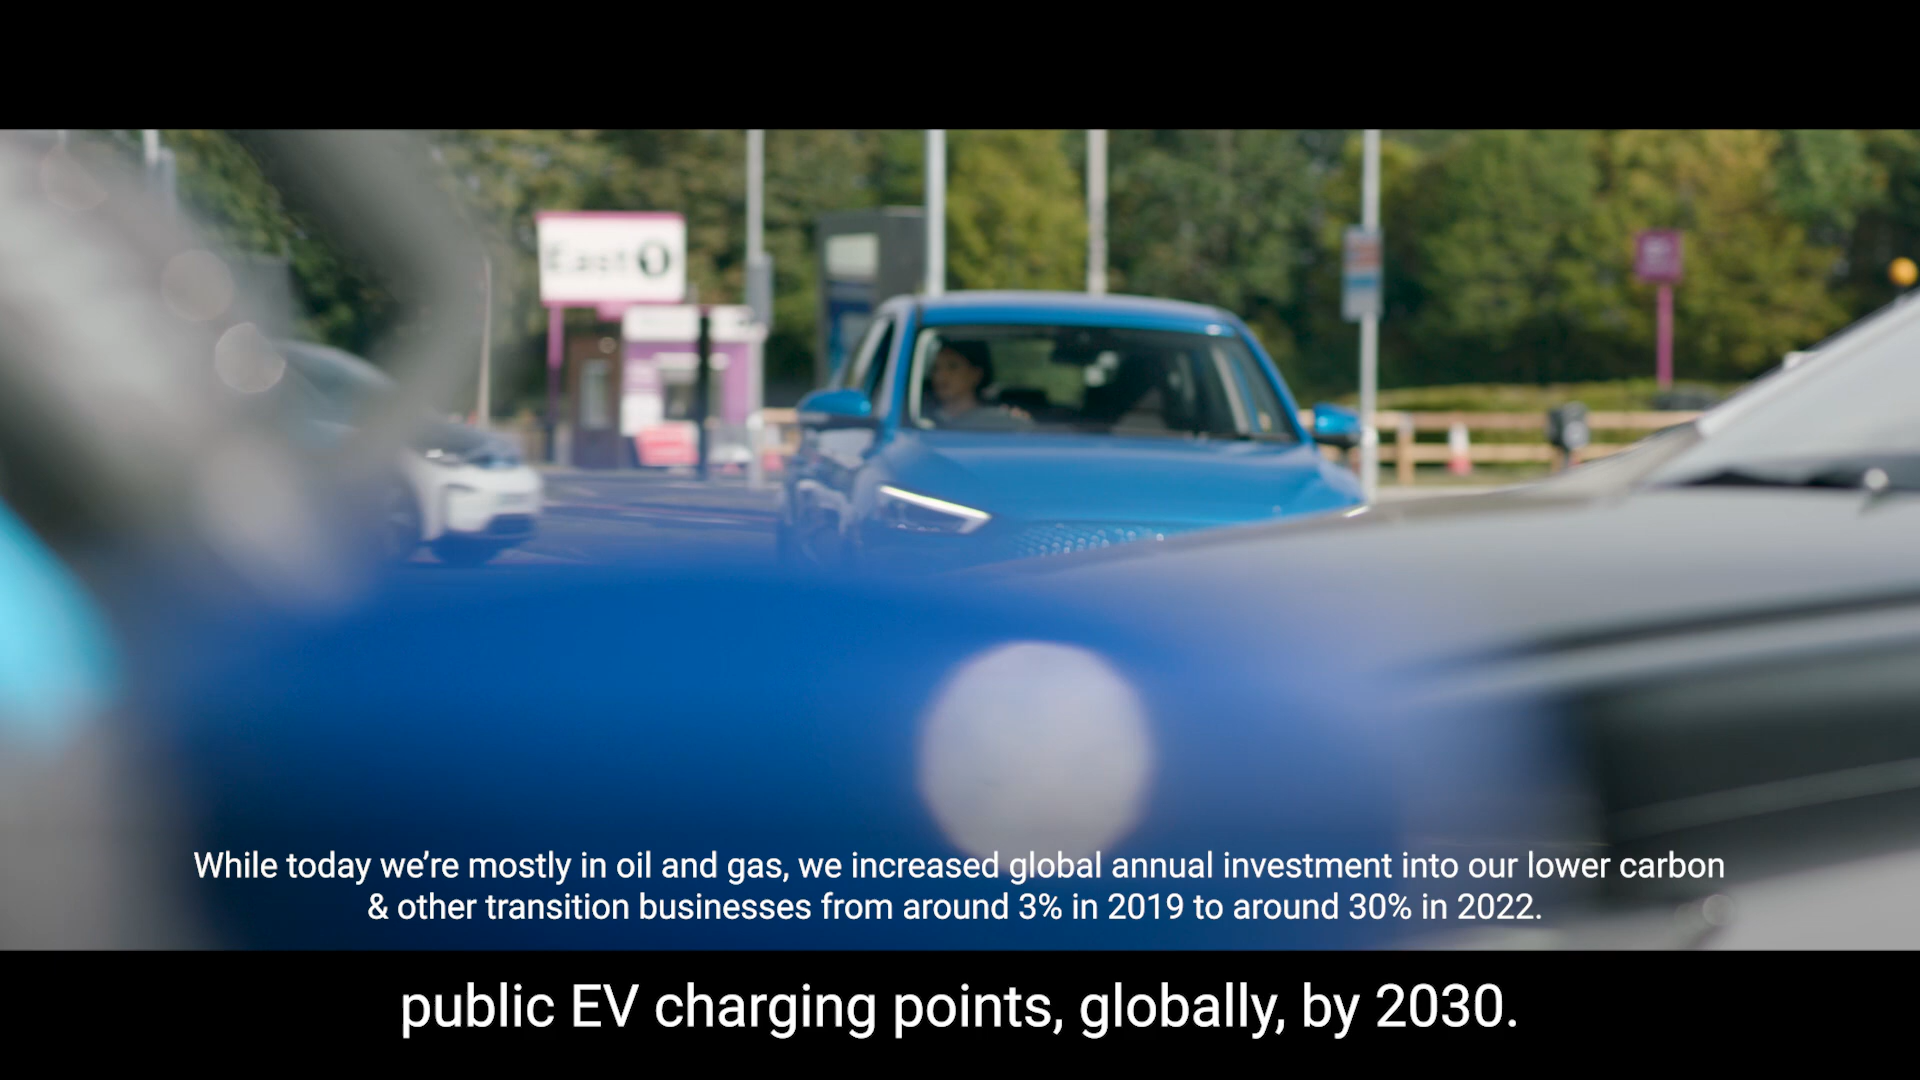 East
While today we’re mostly in oil and gas, we increased global annual investment into our lower carbon
& other transition businesses from around 3% in 2019 to around 30% in 2022.
public EV charging points, globally, by 2030.